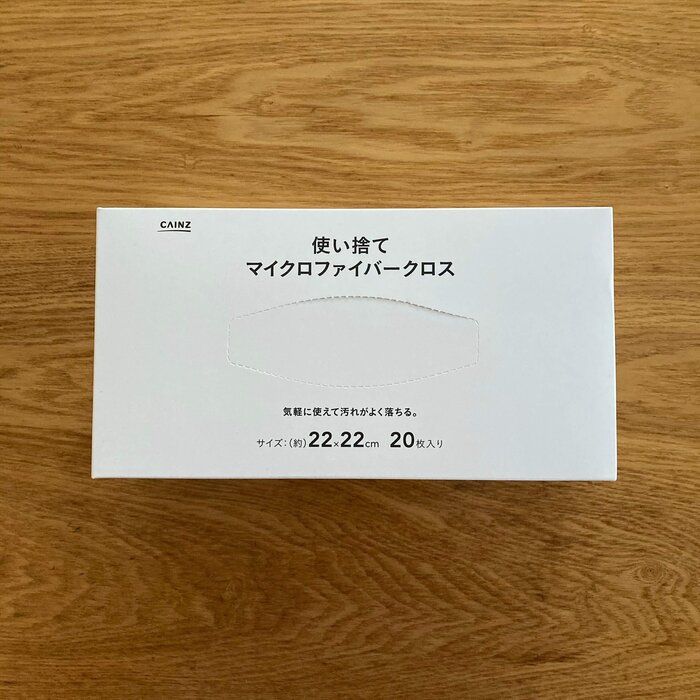 CAINZ
使い捨て
マイクロファイバークロス
気軽に使えて汚れがよく落ちる。
サイズ:(約)22×22cm 20枚入り